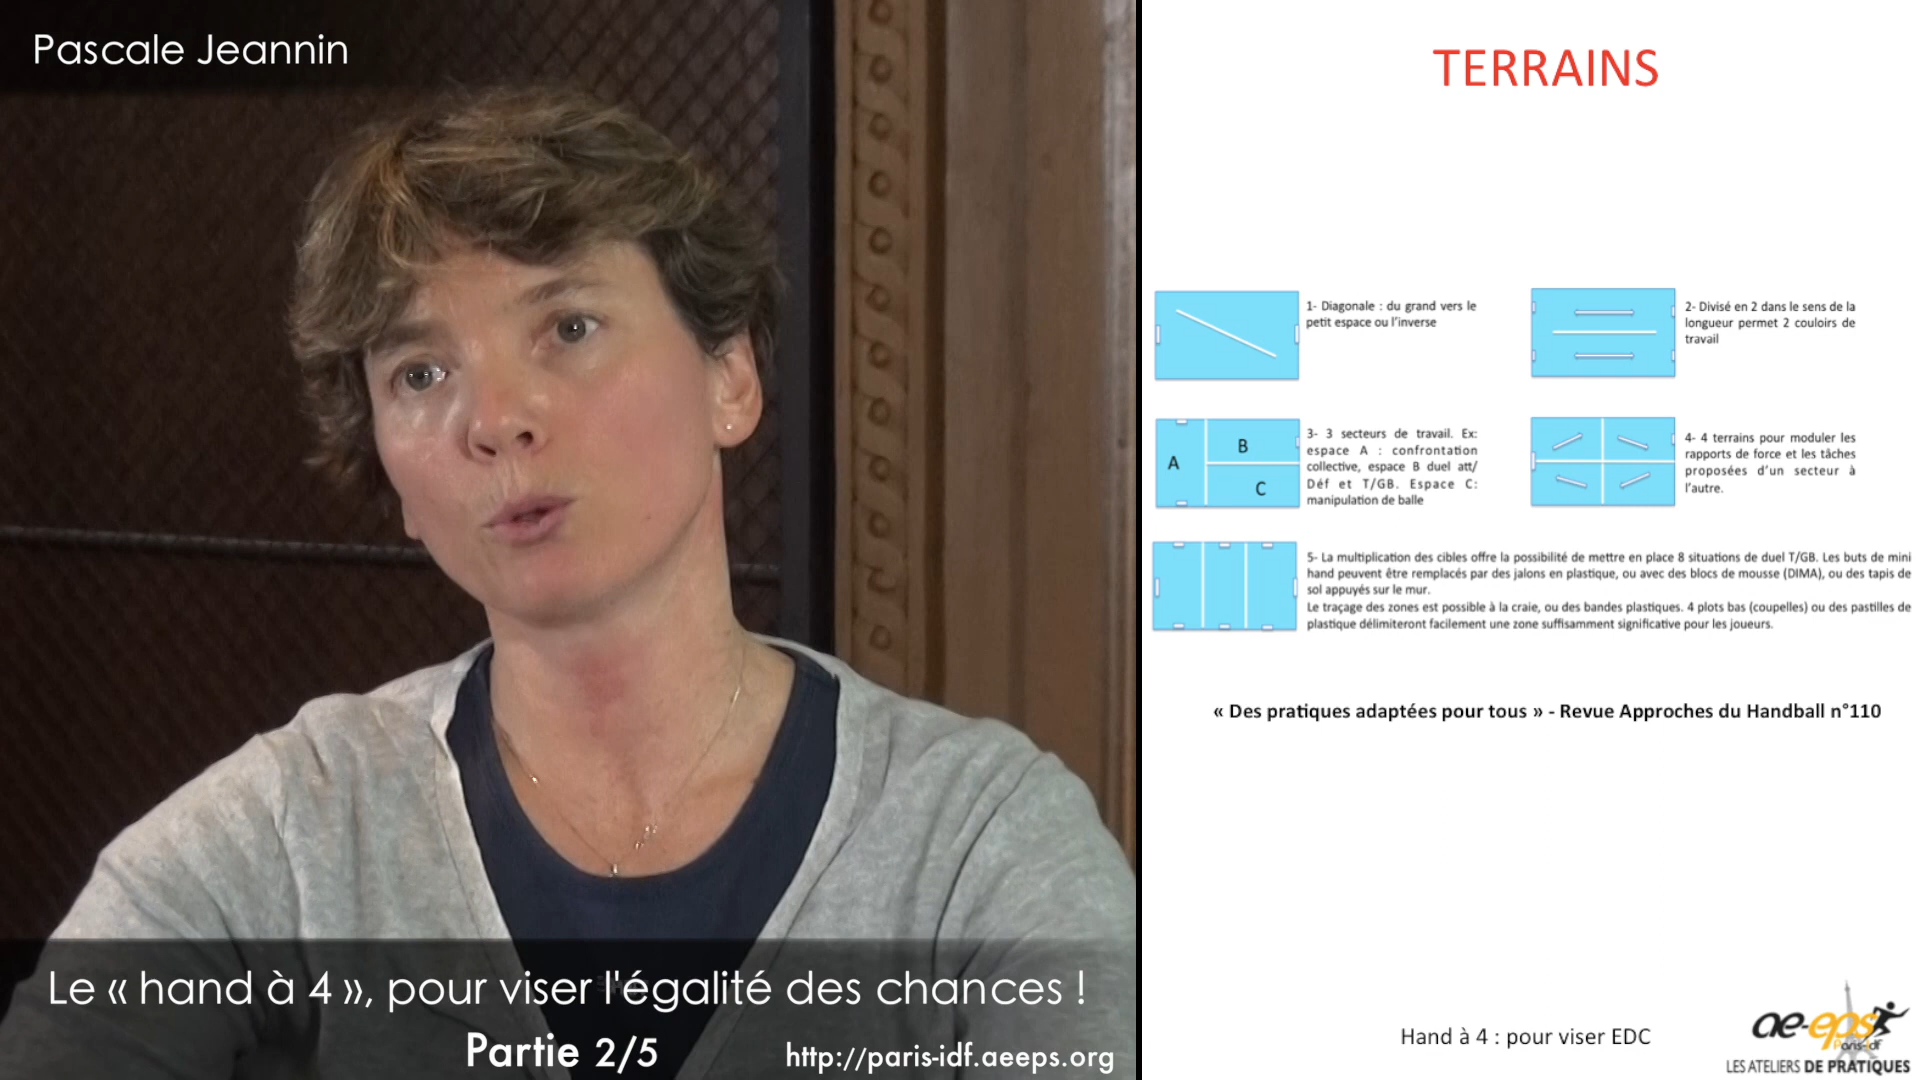 Pascale Jeannin
Le « hand à 4 », pour viser l'égalité des chances !
Partie 2/5
http://paris-idf.aeeps.org
TERRAINS
1- Diagonale : du grand vers le
petit espace ou l'inverse
2- Divisé en 2 dans le sens de la
longueur permet 2 couloirs de
travail
A
B
C
3- 3 secteurs de travail. Ex:
espace A : confrontation
collective, espace B duel att/
Déf et T/GB. Espace C:
manipulation de balle
4- 4 terrains pour moduler les
rapports de force et les tâches
proposées d'un secteur à
l'autre.
5- La multiplication des cibles offre la possibilité de mettre en place 8 situations de duel T/GB. Les buts de mini
hand peuvent être remplacés par des jalons en plastique, ou avec des blocs de mousse (DIMA), ou des tapis de
sol appuyés sur le mur.
Le traçage des zones est possible à la craie, ou des bandes plastiques. 4 plots bas (coupelles) ou des pastilles de
plastique délimiteront facilement une zone suffisamment significative pour les joueurs.
« Des pratiques adaptées pour tous » - Revue Approches du Handball n°110
Hand à 4 : pour viser EDC
ae-eps
Paris-idf
LES ATELIERS DE PRATIQUES